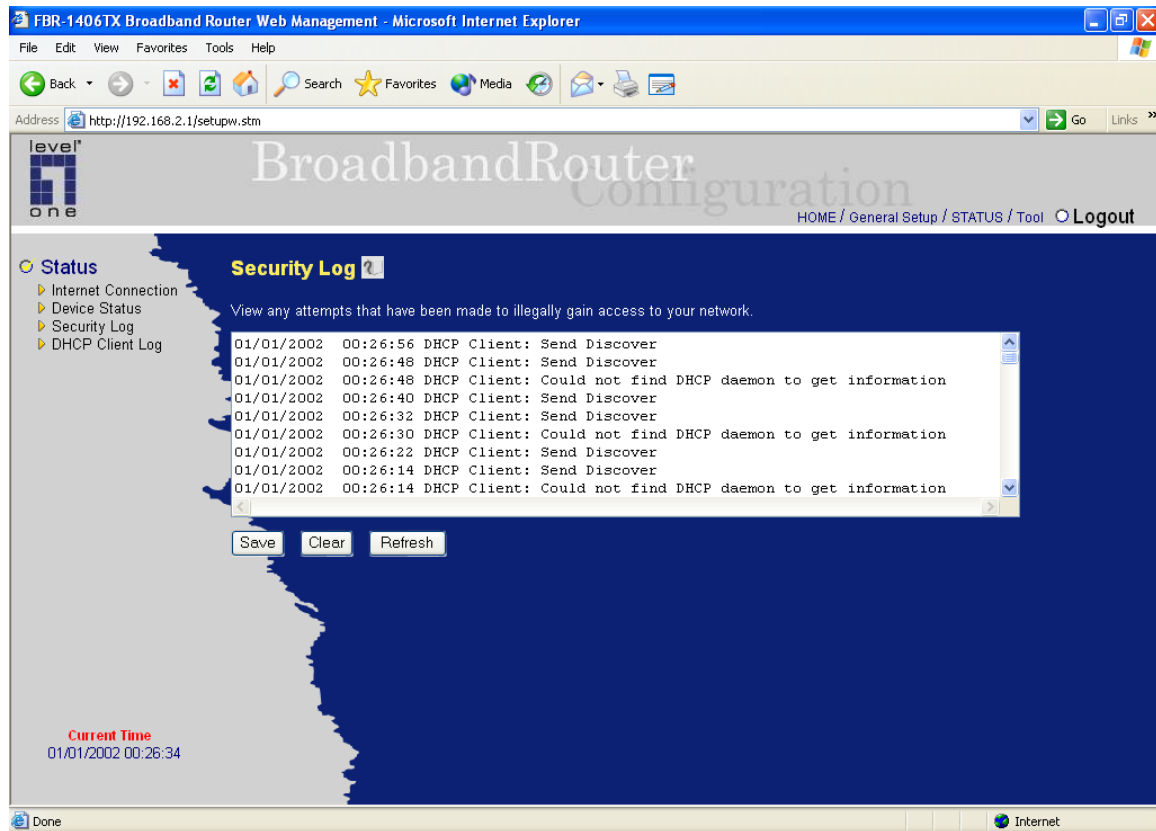 FBR-1406TX Broadband Router Web Management - Microsoft Internet Explorer
File Edit View Favorites Tools Help
Back Search Favorites Media
Address http://192.168.2.1/setupw.stm Go Links »
level one
BroadbandRouter
Configuration
HOME / General Setup / STATUS / Tool Logout
Status
Internet Connection
Device Status
Security Log
DHCP Client Log
Security Log
View any attempts that have been made to illegally gain access to your network.
01/01/2002 00:26:56 DHCP Client: Send Discover
01/01/2002 00:26:48 DHCP Client: Send Discover
01/01/2002 00:26:48 DHCP Client: Could not find DHCP daemon to get information
01/01/2002 00:26:40 DHCP Client: Send Discover
01/01/2002 00:26:32 DHCP Client: Send Discover
01/01/2002 00:26:30 DHCP Client: Could not find DHCP daemon to get information
01/01/2002 00:26:22 DHCP Client: Send Discover
01/01/2002 00:26:14 DHCP Client: Send Discover
01/01/2002 00:26:14 DHCP Client: Could not find DHCP daemon to get information
Save Clear Refresh
Current Time
01/01/2002 00:26:34
Done Internet